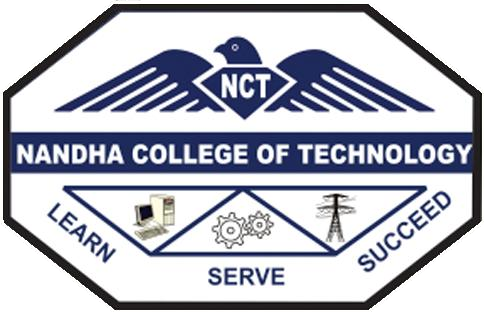 NCT
NANDHA COLLEGE OF TECHNOLOGY
LEARN
SERVE
SUCCEED